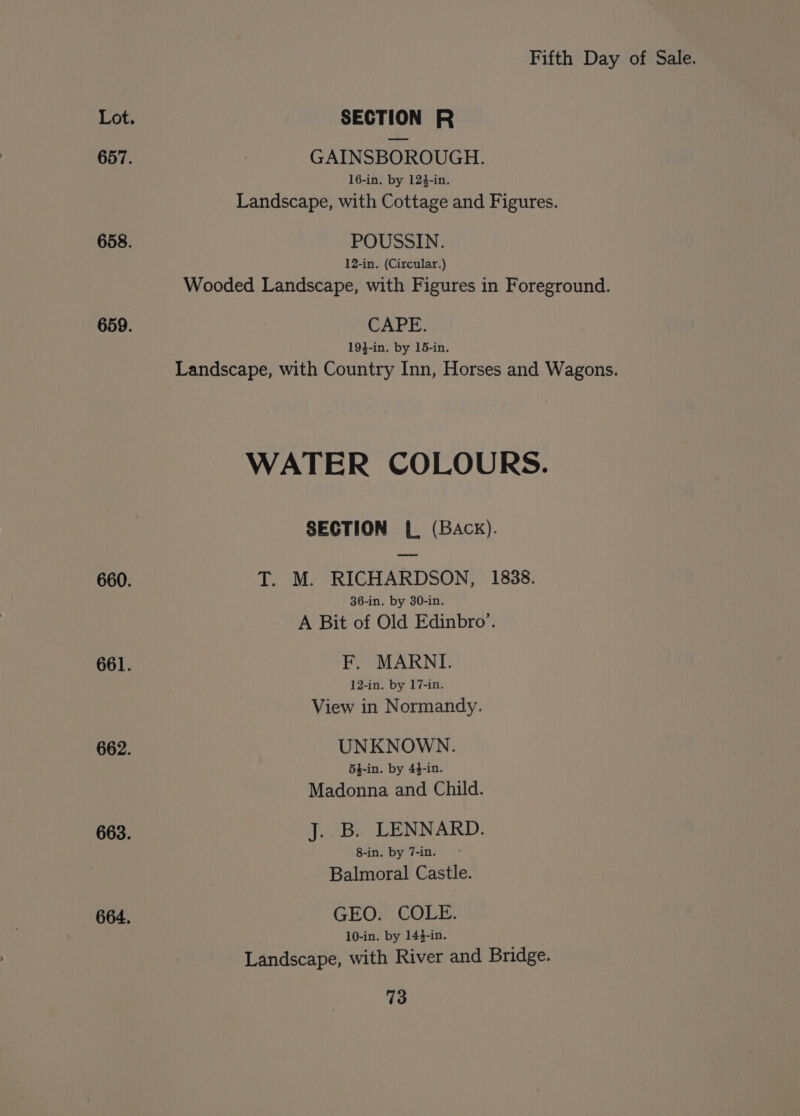 Fifth Day of Sale.
Lot. SECTION R
657. GAINSBOROUGH.
16-in. by 12½-in.
Landscape, with Cottage and Figures.
658. POUSSIN.
12-in. (Circular.)
Wooded Landscape, with Figures in Foreground.
659. CAPE.
19½-in. by 15-in.
Landscape, with Country Inn, Horses and Wagons.
WATER COLOURS.
SECTION L (BACK).
660. T. M. RICHARDSON, 1838.
36-in. by 30-in.
A Bit of Old Edinbro’.
661. F. MARNI.
12-in. by 17-in.
View in Normandy.
662. UNKNOWN.
5½-in. by 4½-in.
Madonna and Child.
663. J. B. LENNARD.
8-in. by 7-in.
Balmoral Castle.
664. GEO. COLE.
10-in. by 14½-in.
Landscape, with River and Bridge.
73